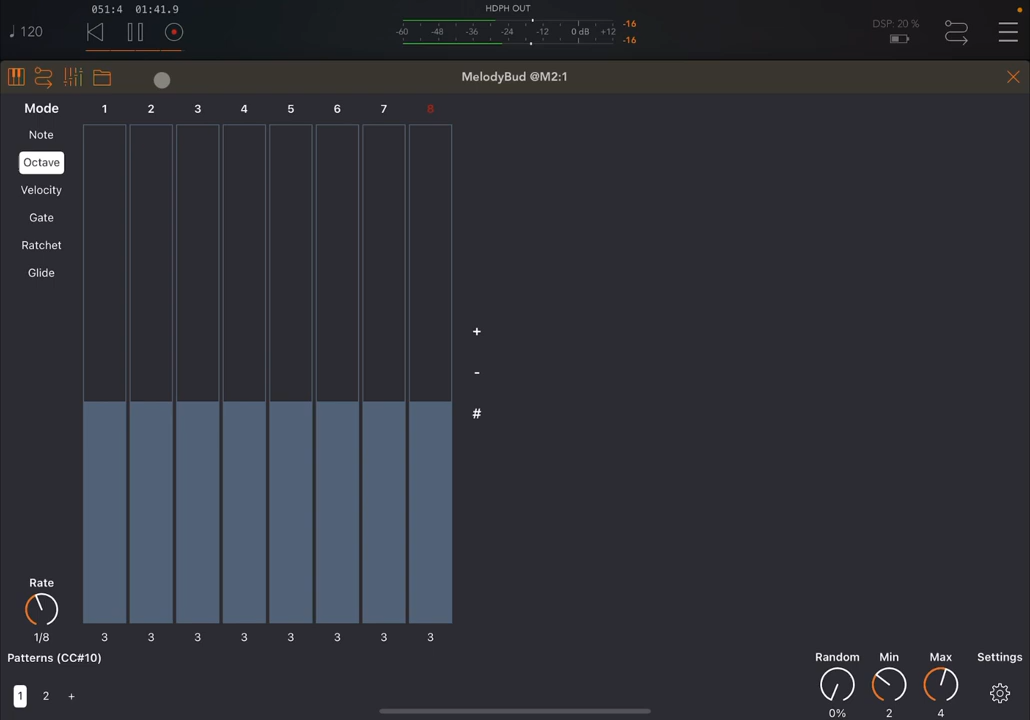 051:4 01:41.9
HDPH OUT
120
-60 -48 -36 -24 -12 0 dB +12
-16
-16
DSP: 20 %
MelodyBud @M2:1
Mode
1 2 3 4 5 6 7 8
Note
Octave
Velocity
Gate
Ratchet
Glide
+
-
#
Rate
1/8
3 3 3 3 3 3 3 3
Patterns (CC#10)
1 2 +
Random Min Max Settings
0% 2 4